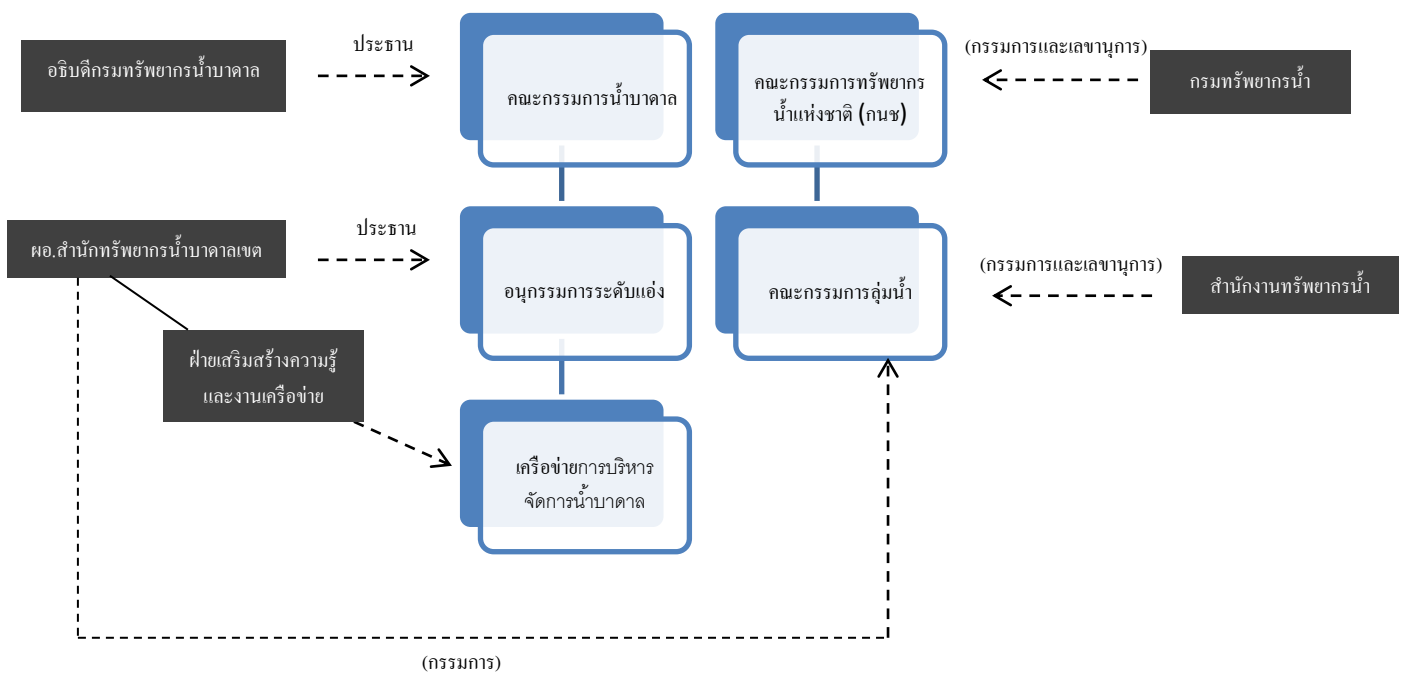 อธิบดีกรมทรัพยากรน้ำบาดาล
ประธาน
คณะกรรมการน้ำบาดาล
คณะกรรมการทรัพยากร
น้ำแห่งชาติ (กนช)
(กรรมการและเลขานุการ)
กรมทรัพยากรน้ำ
ผอ.สำนักทรัพยากรน้ำบาดาลเขต
ประธาน
อนุกรรมการระดับแอ่ง
คณะกรรมการลุ่มน้ำ
(กรรมการและเลขานุการ)
สำนักงานทรัพยากรน้ำ
ฝ่ายเสริมสร้างความรู้
และงานเครือข่าย
เครือข่ายการบริหาร
จัดการน้ำบาดาล
(กรรมการ)